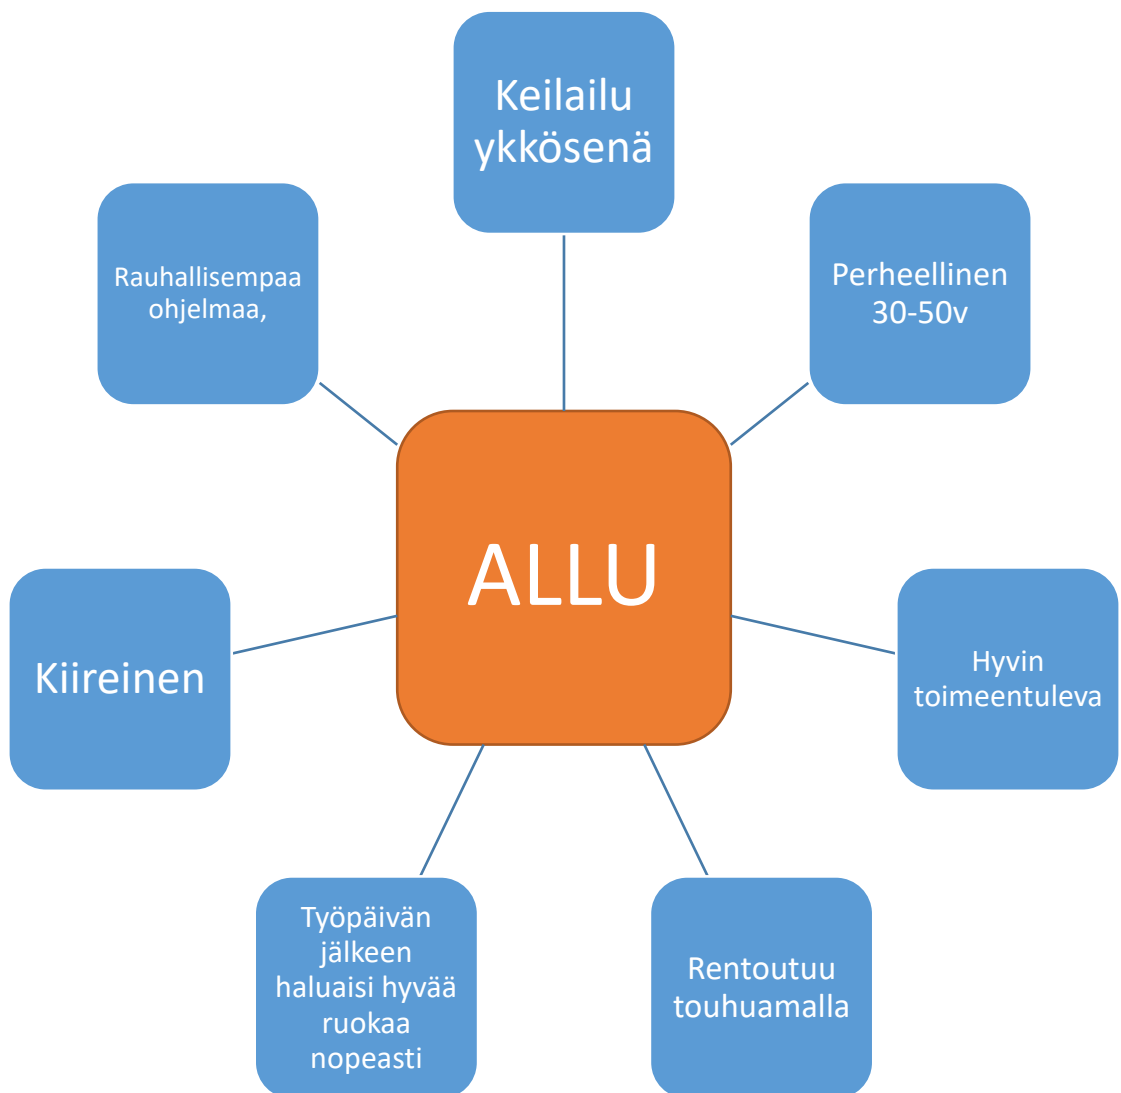 Keilailu
ykkösenä
Perheellinen
30-50v
Hyvin
toimeentuleva
Rentoutuu
touhuamalla
Työpäivän
jälkeen
haluaisi hyvää
ruokaa
nopeasti
Kiireinen
Rauhallisempaa
ohjelmaa,
ALLU